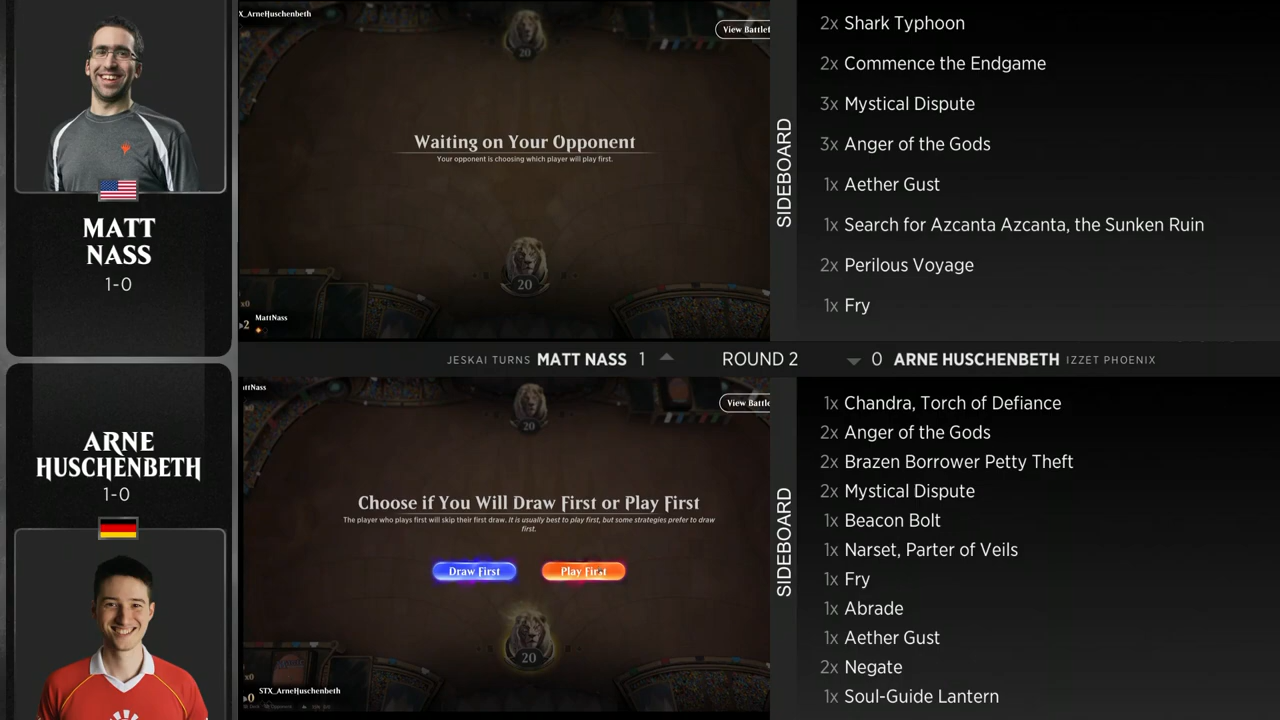 X_ArneHuschenbeth
View Battlef
20
Waiting on Your Opponent
Your opponent is choosing which player will play first.
20
x0
2
MattNass
MATT
NASS
1-0
SIDEBOARD
2x Shark Typhoon
2x Commence the Endgame
3x Mystical Dispute
3x Anger of the Gods
1x Aether Gust
1x Search for Azcanta Azcanta, the Sunken Ruin
2x Perilous Voyage
1x Fry
JESKAI TURNS MATT NASS 1 ROUND 2 0 ARNE HUSCHENBETH IZZET PHOENIX
ARNE
HUSCHENBETH
1-0
ttNass
View Battle
20
Choose if You Will Draw First or Play First
The player who plays first will skip their first draw. It is usually best to play first, but some strategies prefer to draw
first.
Draw First Play First
20
x0
0
STX_ArneHuschenbeth
SIDEBOARD
1x Chandra, Torch of Defiance
2x Anger of the Gods
2x Brazen Borrower Petty Theft
2x Mystical Dispute
1x Beacon Bolt
1x Narset, Parter of Veils
1x Fry
1x Abrade
1x Aether Gust
2x Negate
1x Soul-Guide Lantern